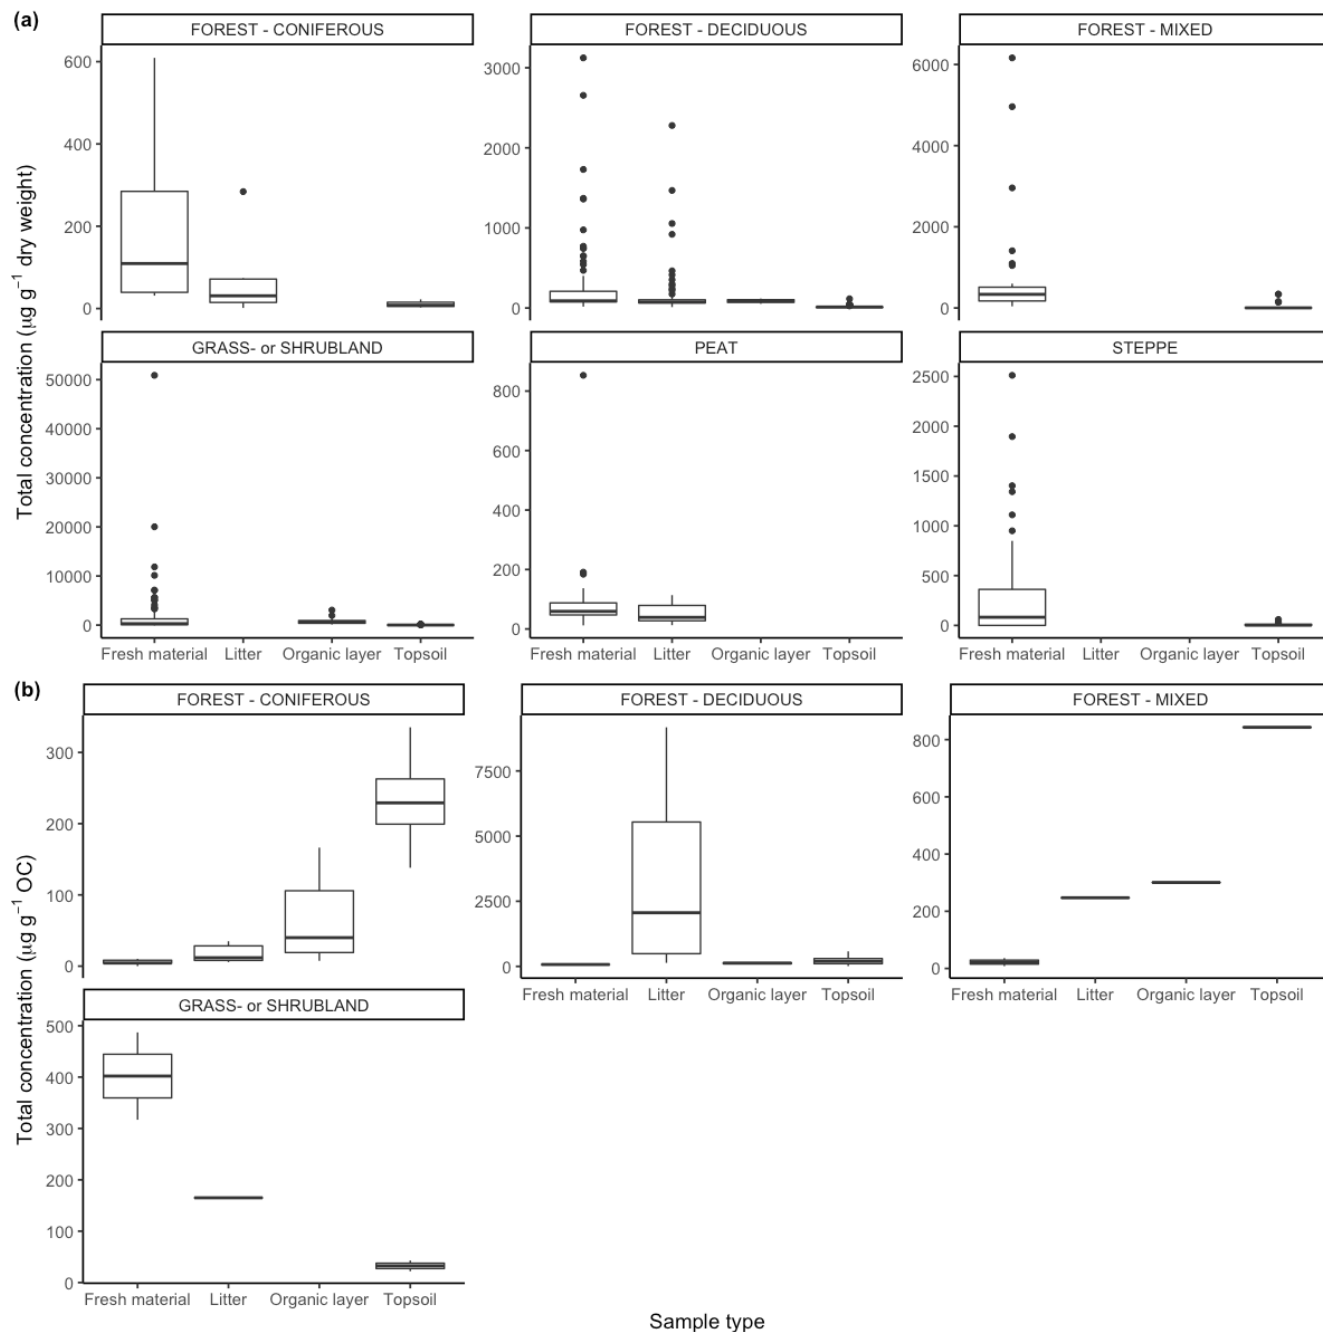 (a)
FOREST - CONIFEROUS
FOREST - DECIDUOUS
FOREST - MIXED
600
400
200
0
3000
2000
1000
0
6000
4000
2000
0
Total concentration (μg g⁻¹ dry weight)
GRASS- or SHRUBLAND
PEAT
STEPPE
50000
40000
30000
20000
10000
0
800
600
400
200
0
2500
2000
1500
1000
500
0
Fresh material Litter Organic layer Topsoil
Fresh material Litter Organic layer Topsoil
Fresh material Litter Organic layer Topsoil
(b)
FOREST - CONIFEROUS
FOREST - DECIDUOUS
FOREST - MIXED
300
200
100
0
7500
5000
2500
0
800
600
400
200
0
Fresh material Litter Organic layer Topsoil
Fresh material Litter Organic layer Topsoil
Total concentration (μg g⁻¹ OC)
GRASS- or SHRUBLAND
500
400
300
200
100
0
Fresh material Litter Organic layer Topsoil
Sample type